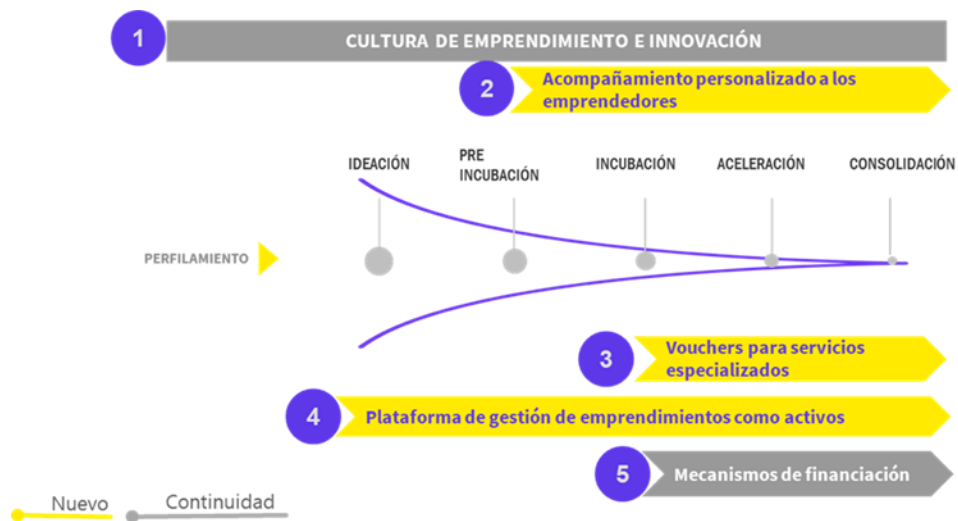 1
CULTURA DE EMPRENDIMIENTO E INNOVACIÓN
2
Acompañamiento personalizado a los
emprendedores
IDEACIÓN
PRE
INCUBACIÓN
INCUBACIÓN
ACELERACIÓN
CONSOLIDACIÓN
PERFILAMIENTO
3
Vouchers para servicios
especializados
4
Plataforma de gestión de emprendimientos como activos
5
Mecanismos de financiación
Nuevo
Continuidad